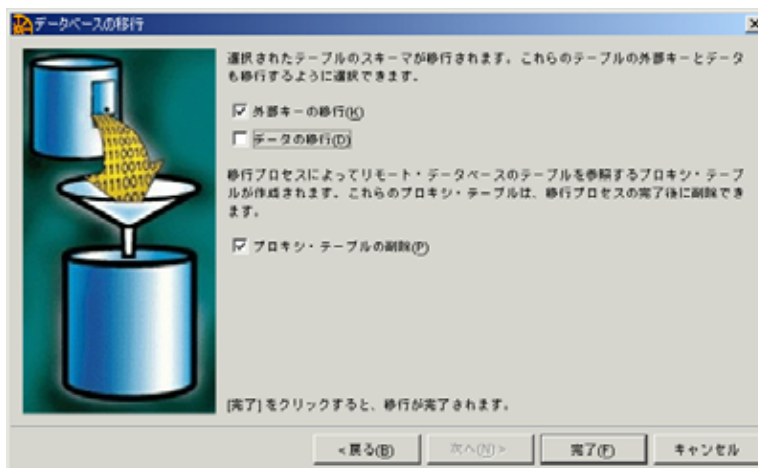 データベースの移行
選択されたテーブルのスキーマが移行されます。これらのテーブルの外部キーとデータ
も移行するように選択できます。
外部キーの移行(K)
データの移行(D)
移行プロセスによってリモート・データベースのテーブルを参照するプロキシ・テーブ
ルが作成されます。これらのプロキシ・テーブルは、移行プロセスの完了後に削除でき
ます。
プロキシ・テーブルの削除(P)
[完了]をクリックすると、移行が完了されます。
<戻る(B)
次へ(N)>
完了(F)
キャンセル